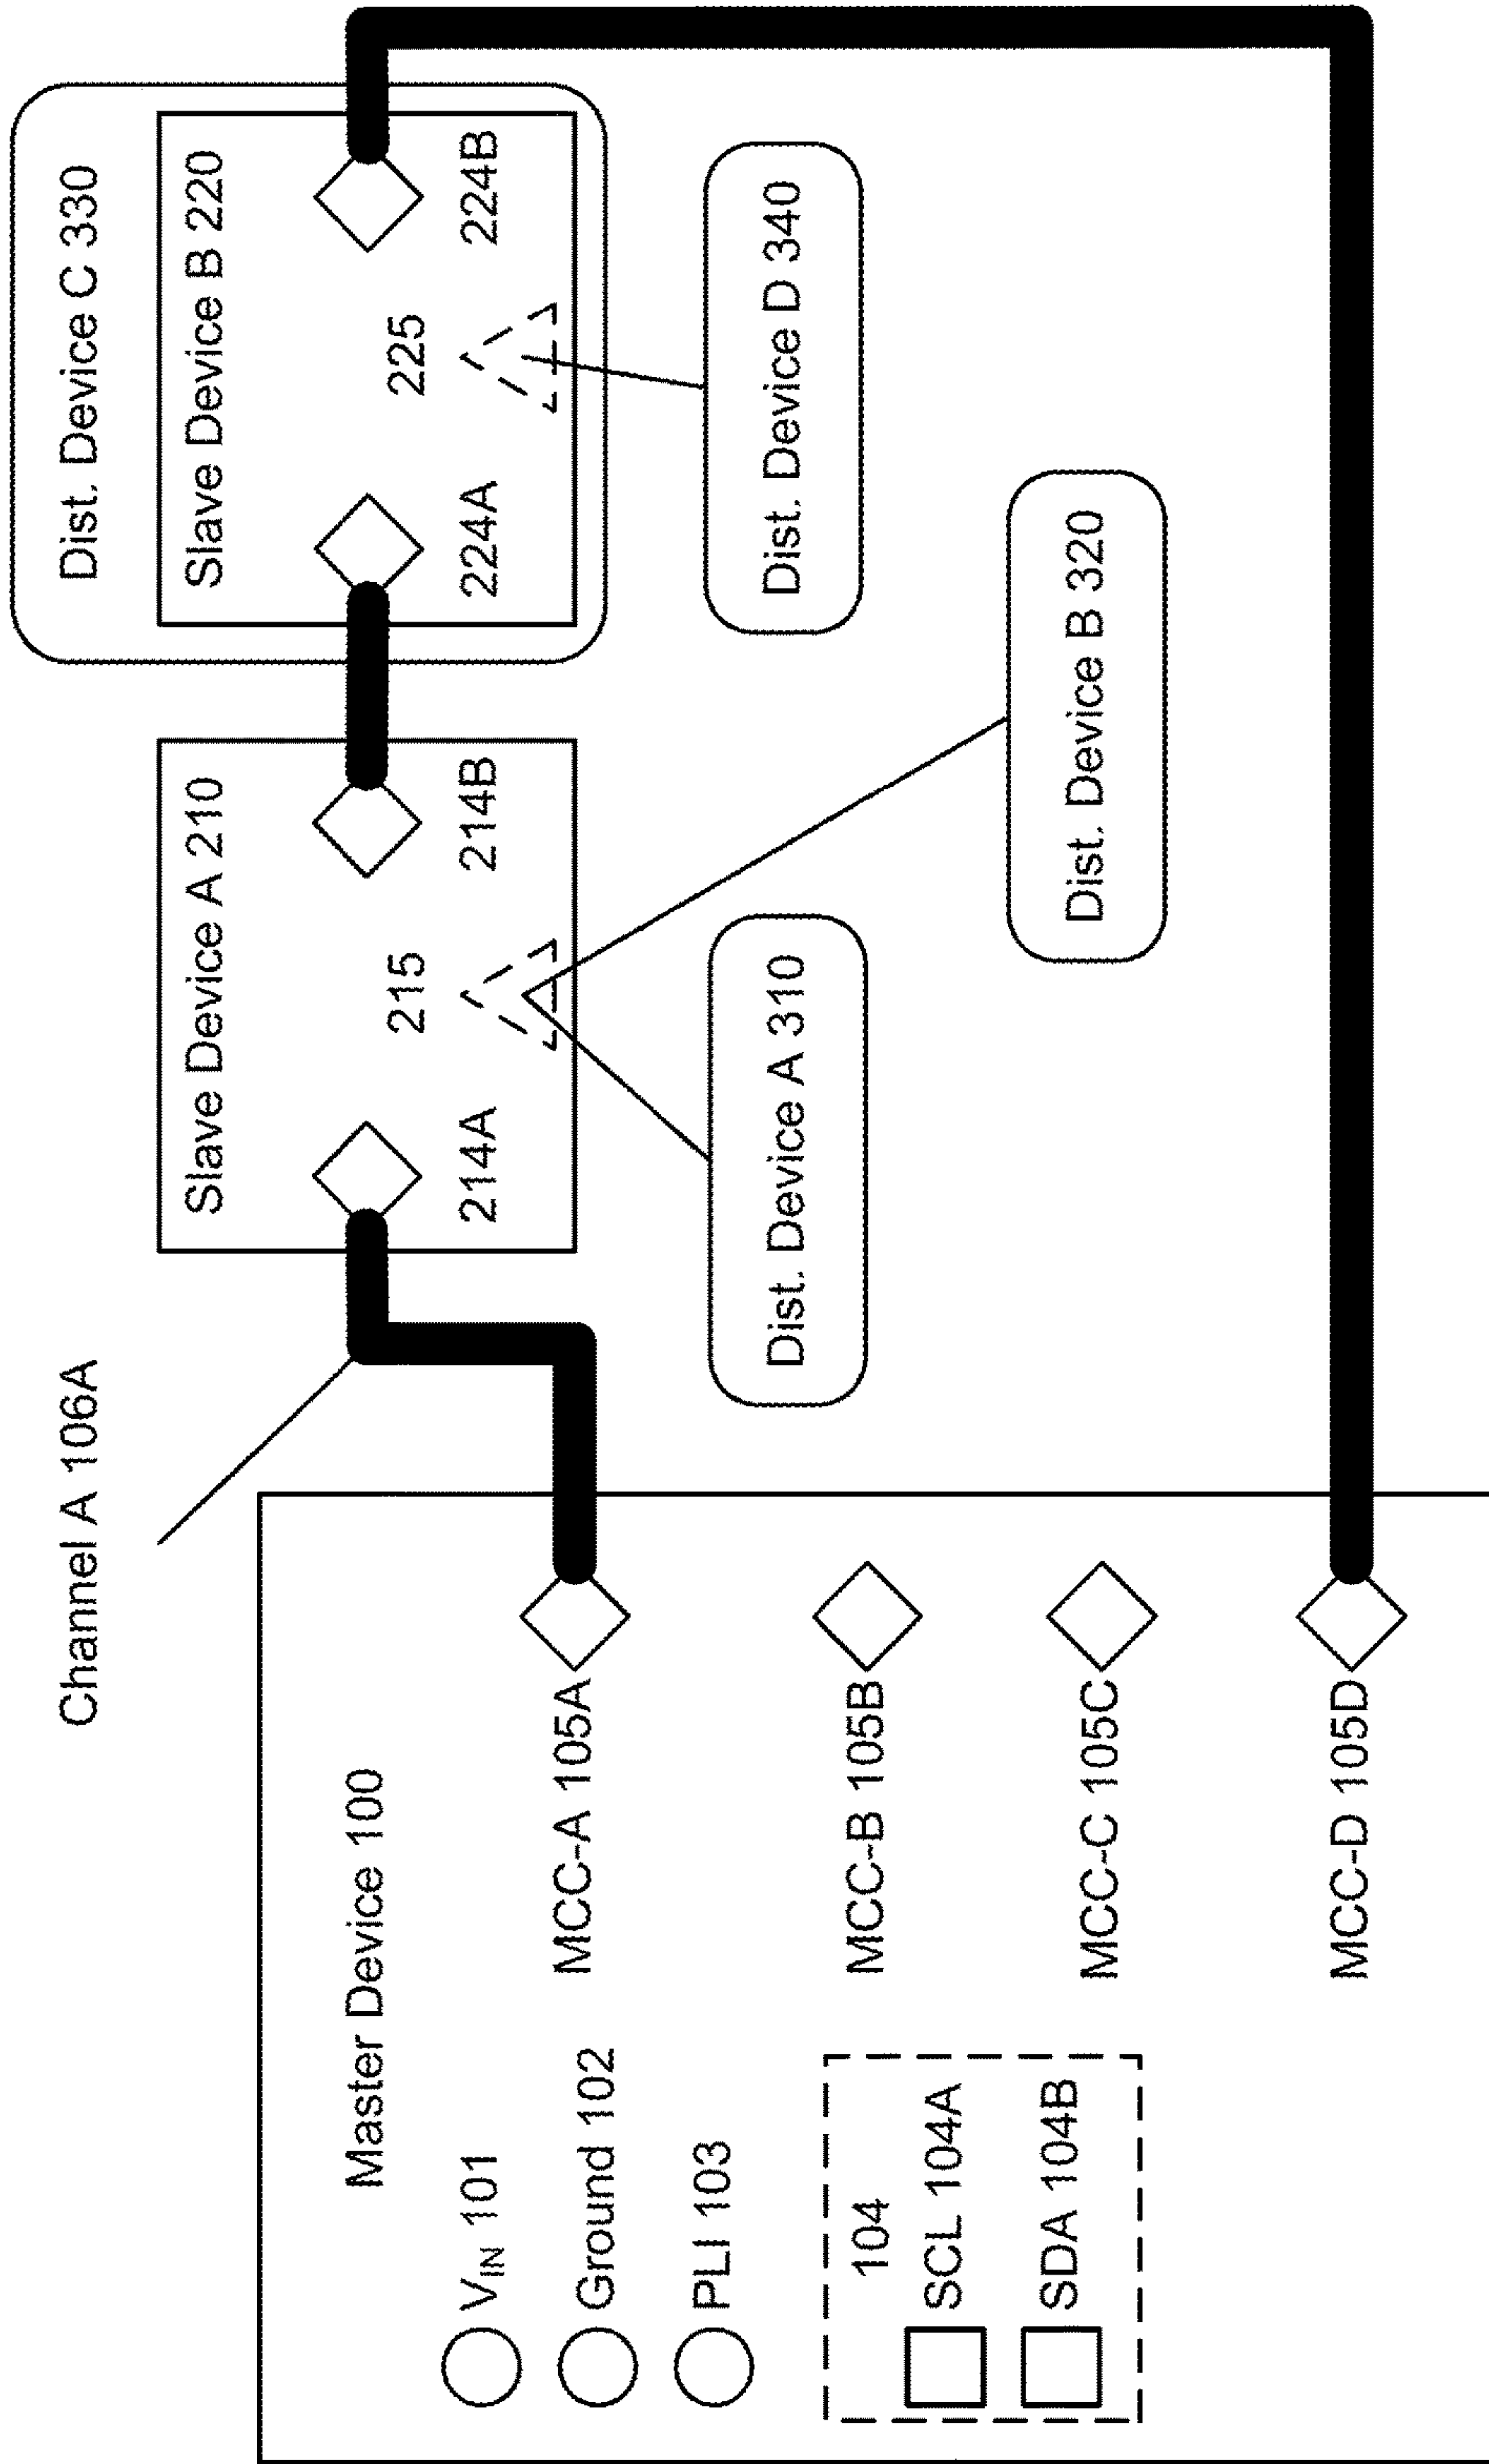 Channel A 106A
Master Device 100
V_IN 101
Ground 102
PLI 103
104
SCL 104A
SDA 104B
MCC-A 105A
MCC-B 105B
MCC-C 105C
MCC-D 105D
Slave Device A 210
215
214A
214B
Dist. Device C 330
Slave Device B 220
225
224A
224B
Dist. Device A 310
Dist. Device D 340
Dist. Device B 320